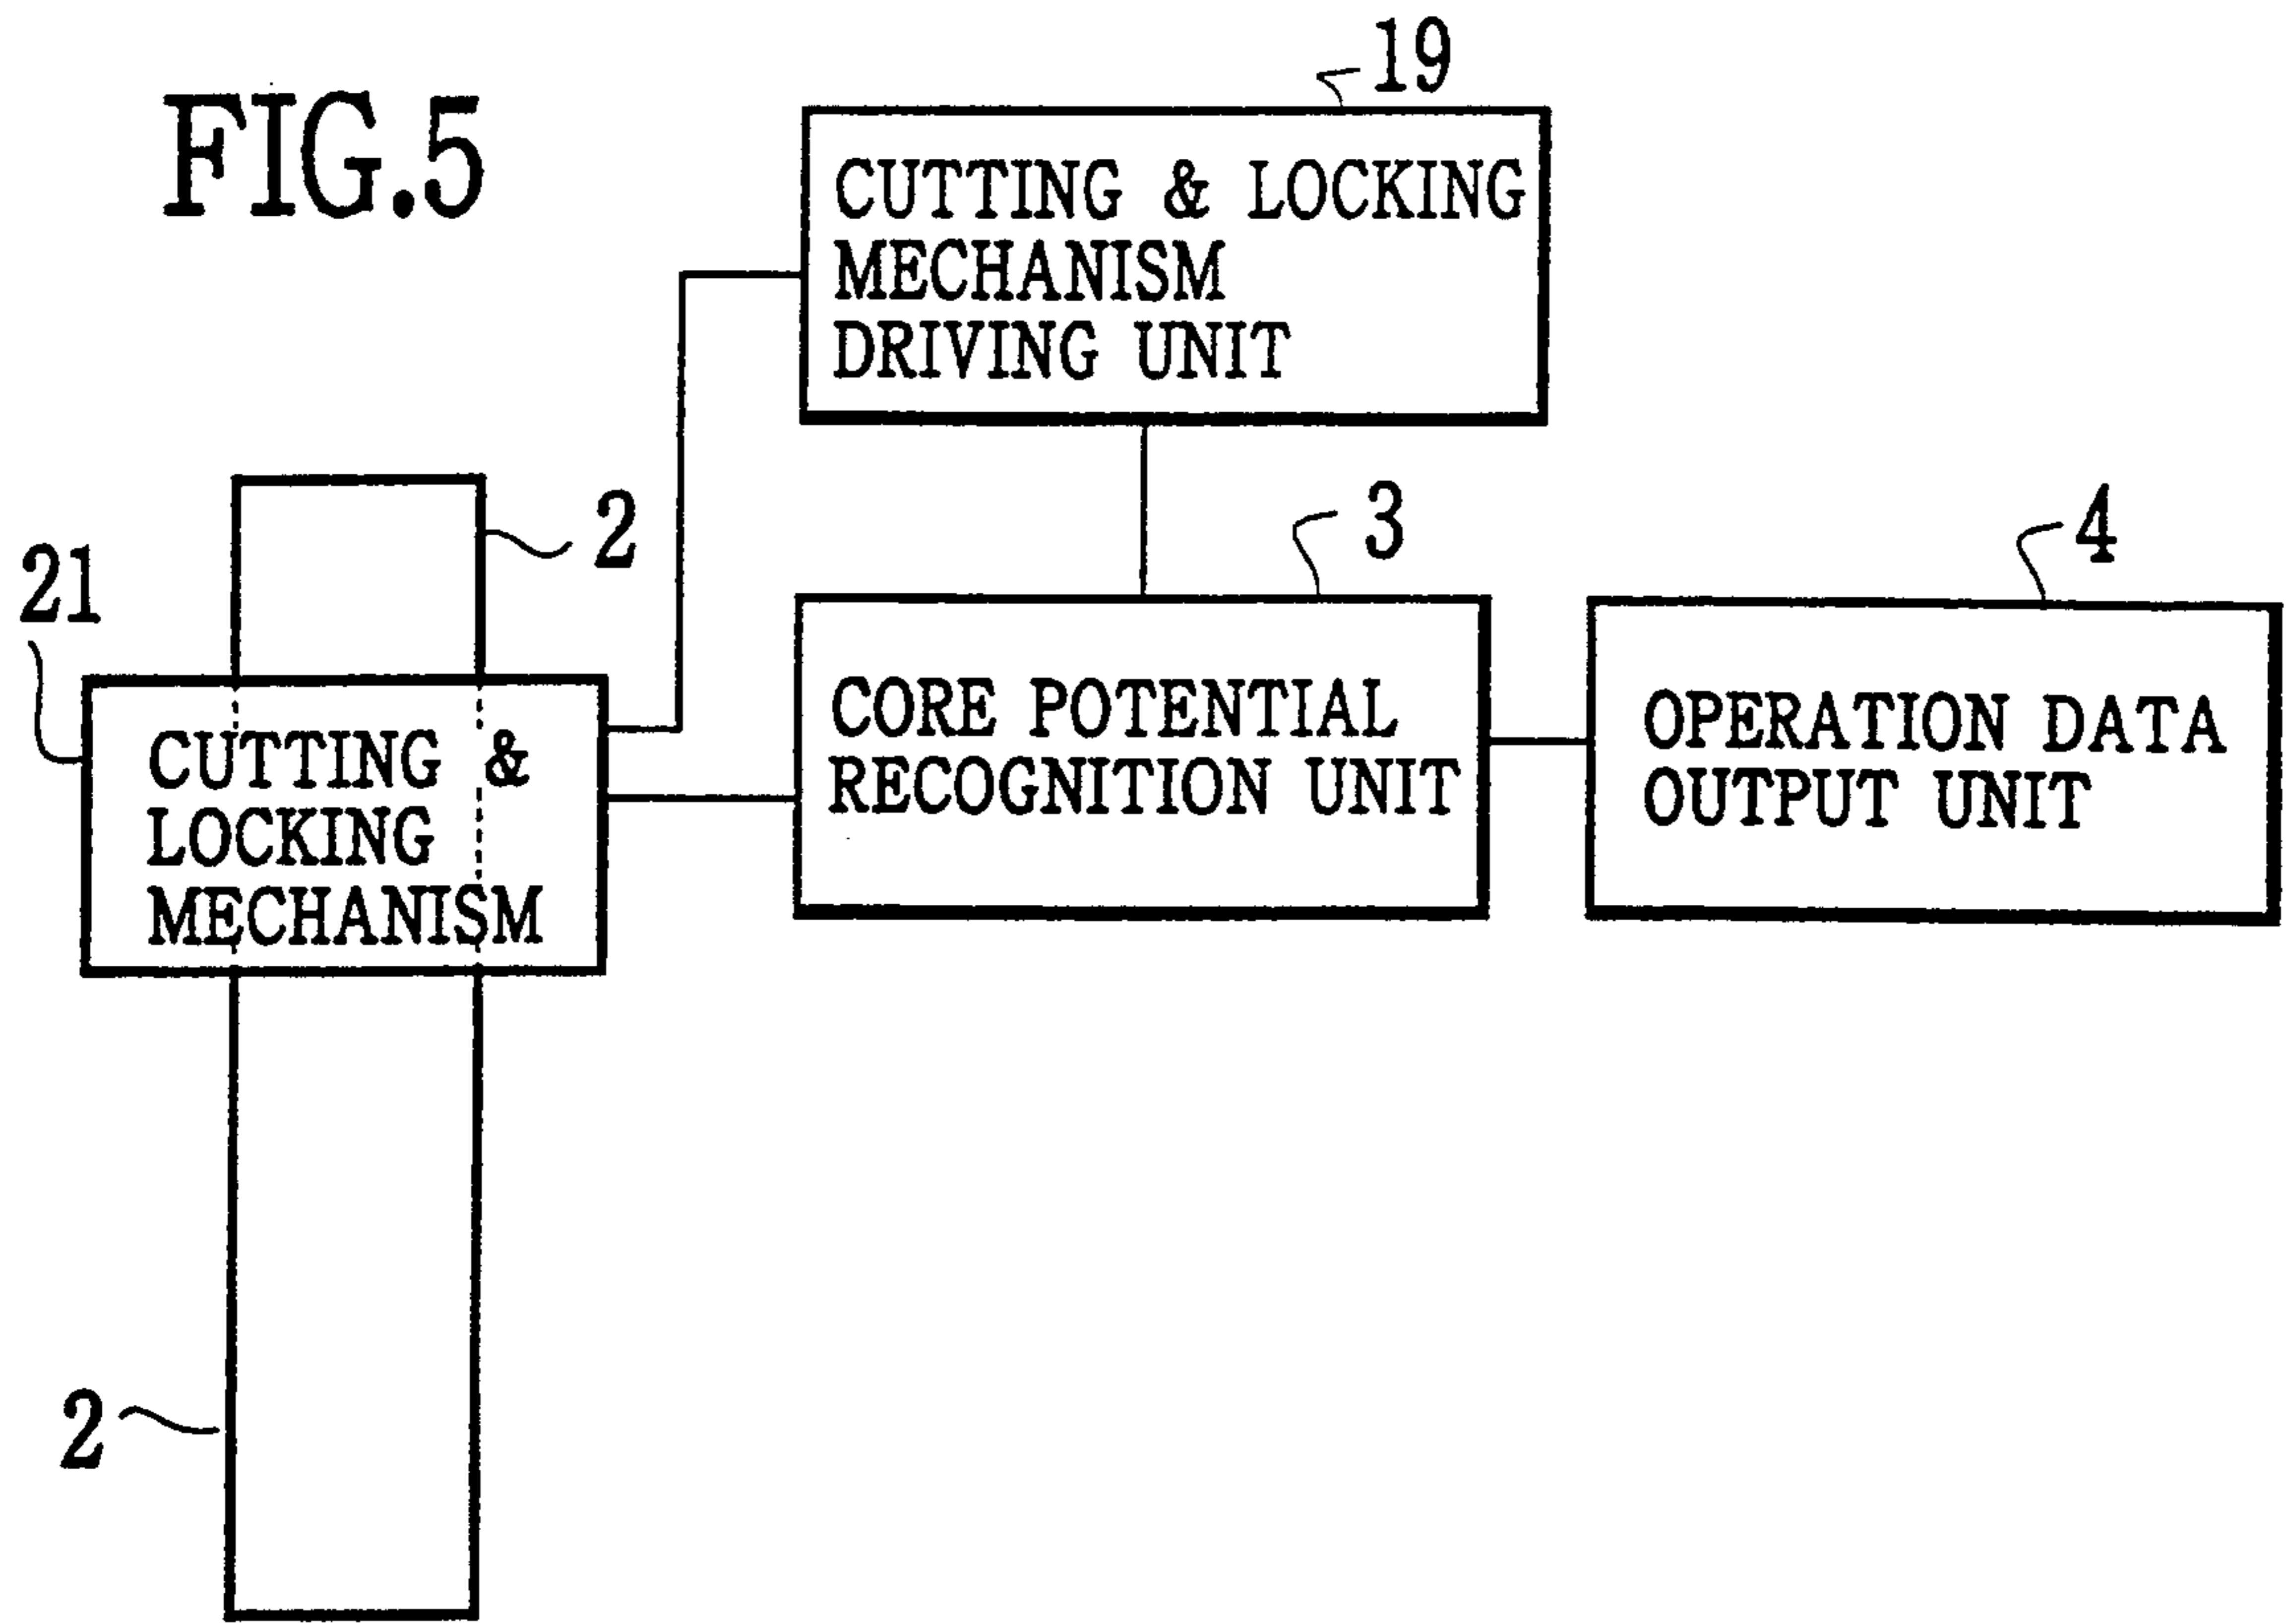 FIG.5
19
CUTTING & LOCKING
MECHANISM
DRIVING UNIT
2
3
4
21
CUTTING &
LOCKING
MECHANISM
CORE POTENTIAL
RECOGNITION UNIT
OPERATION DATA
OUTPUT UNIT
2